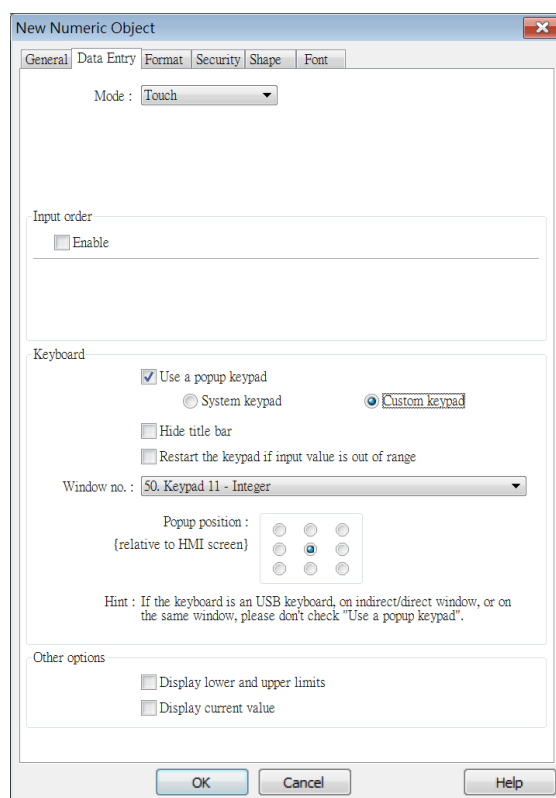 New Numeric Object
General Data Entry Format Security Shape Font
Mode : Touch
Input order
Enable
Keyboard
Use a popup keypad
System keypad Custom keypad
Hide title bar
Restart the keypad if input value is out of range
Window no. : 50. Keypad 11 - Integer
Popup position :
{relative to HMI screen}
Hint : If the keyboard is an USB keyboard, on indirect/direct window, or on
the same window, please don't check "Use a popup keypad".
Other options
Display lower and upper limits
Display current value
OK Cancel Help